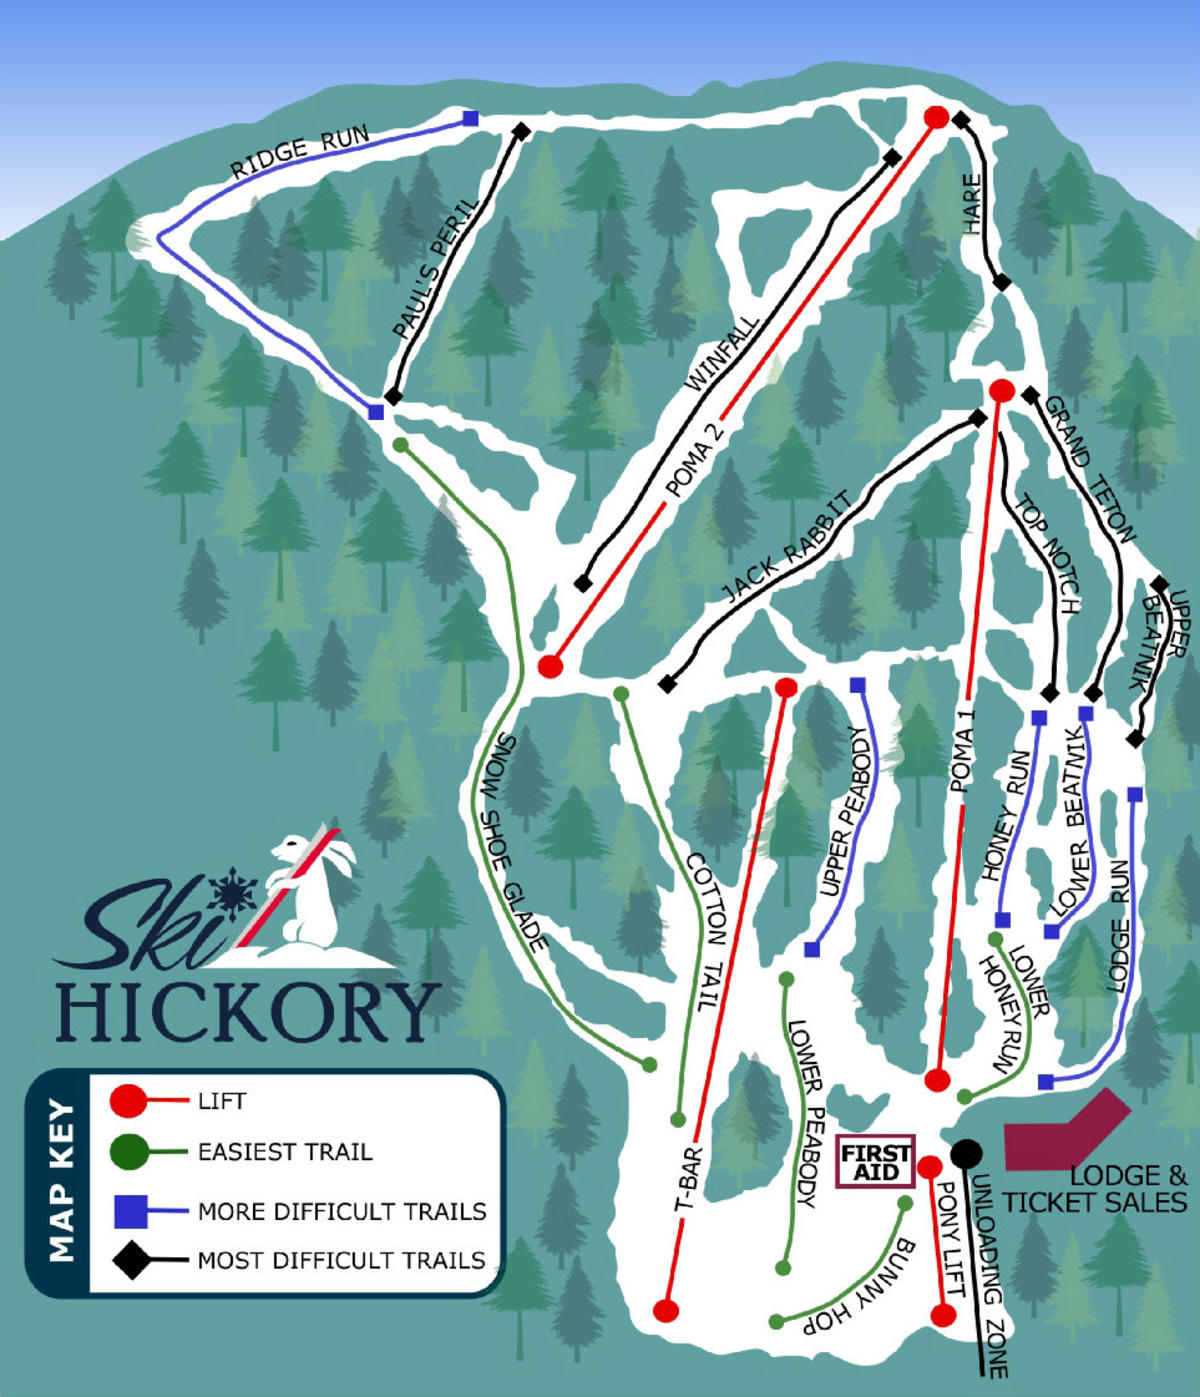 RIDGE RUN
PAUL'S PERIL
HARE
WINFALL
POMA 2
GRAND TETON
JACK RABBIT
TOP NOTCH
UPPER
BEATNIK
SNOW SHOE GLADE
UPPER PEABODY
POMA 1
HONEY RUN
LOWER BEATNIK
COTTON TAIL
LODGE RUN
LOWER
HONEYRUN
LOWER PEABODY
Ski
HICKORY
MAP KEY
LIFT
EASIEST TRAIL
MORE DIFFICULT TRAILS
MOST DIFFICULT TRAILS
T-BAR
FIRST
AID
LODGE &
TICKET SALES
PONY LIFT
UNLOADING ZONE
BUNNY HOP